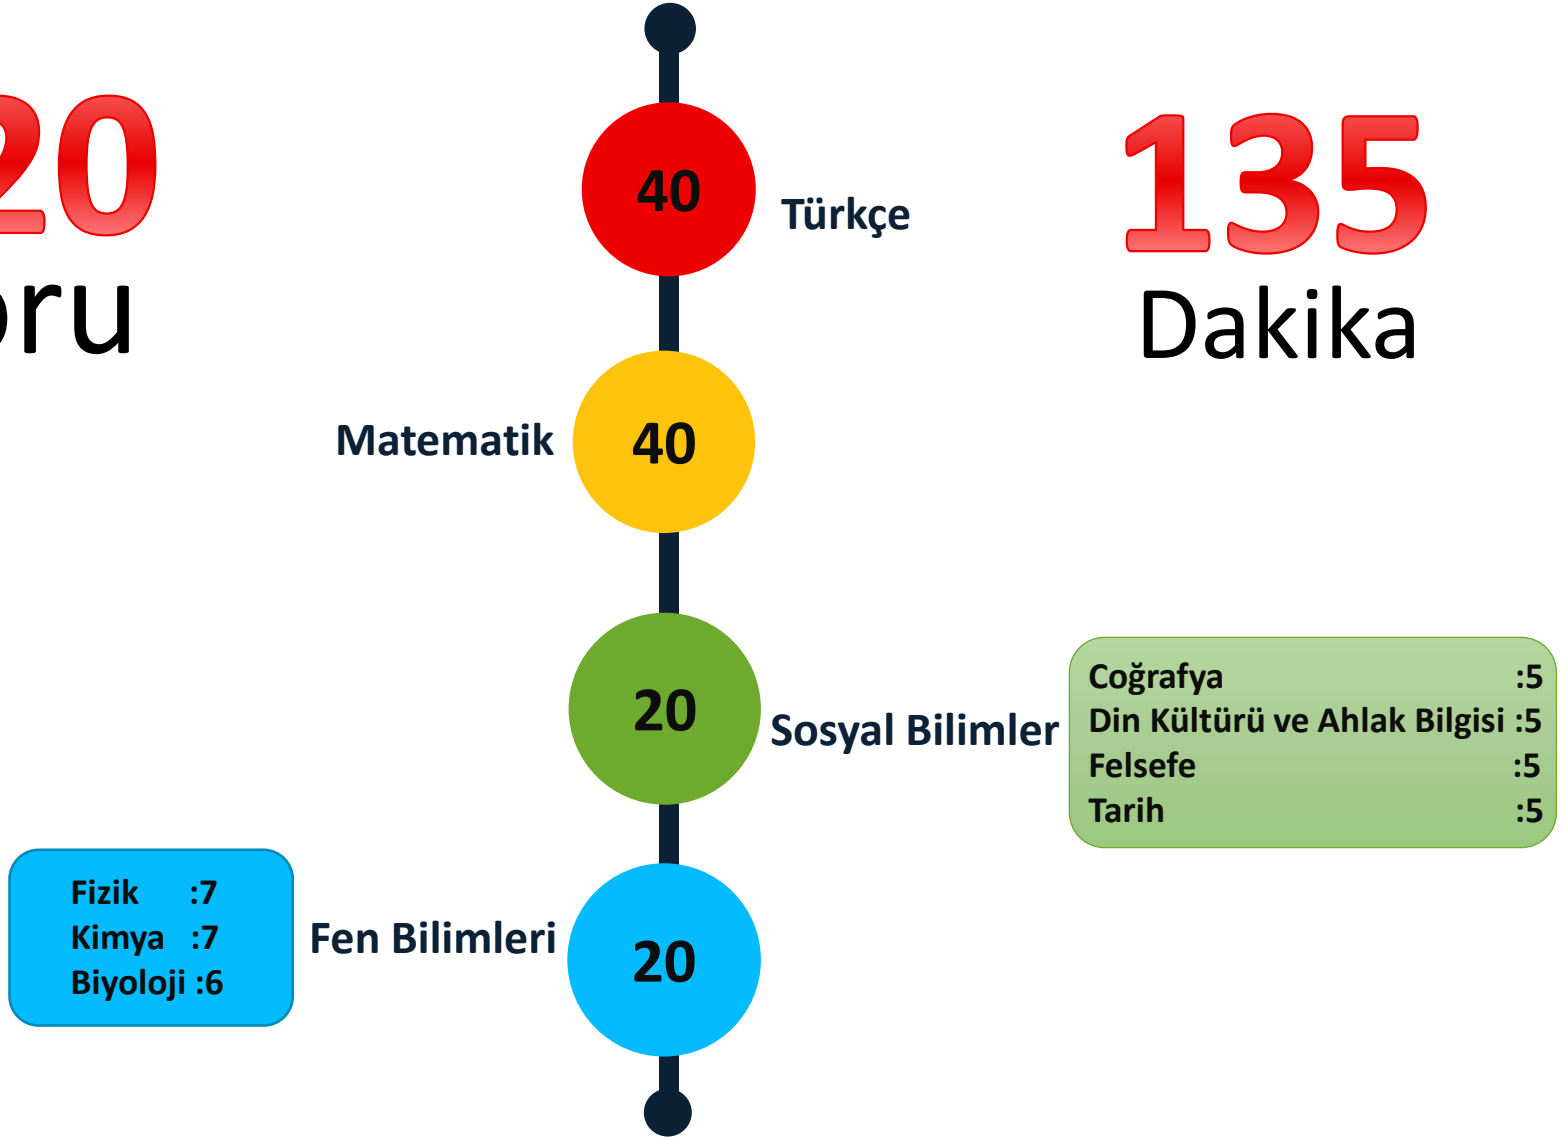 20
oru
40
Türkçe
135
Dakika
Matematik
40
20
Sosyal Bilimler
Coğrafya :5
Din Kültürü ve Ahlak Bilgisi :5
Felsefe :5
Tarih :5
Fizik :7
Kimya :7
Biyoloji :6
Fen Bilimleri
20